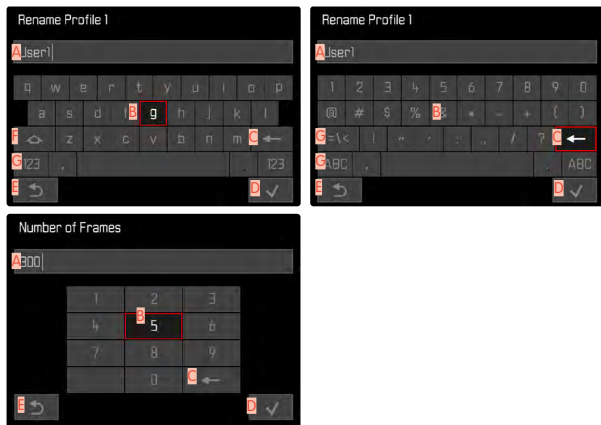 Rename Profile 1
A User1
q w e r t y u i o p
a s d f B g h j k l
F z x c v b n m C
G 123 , . 123
E D
Rename Profile 1
A User1
1 2 3 4 5 6 7 8 9 0
@ # $ % B & * - + ( )
G =\< ! " ' : ; / ? C
G ABC , . ABC
E D
Number of Frames
A 300
1 2 3
4 B 5 6
7 8 9
0 C
E D